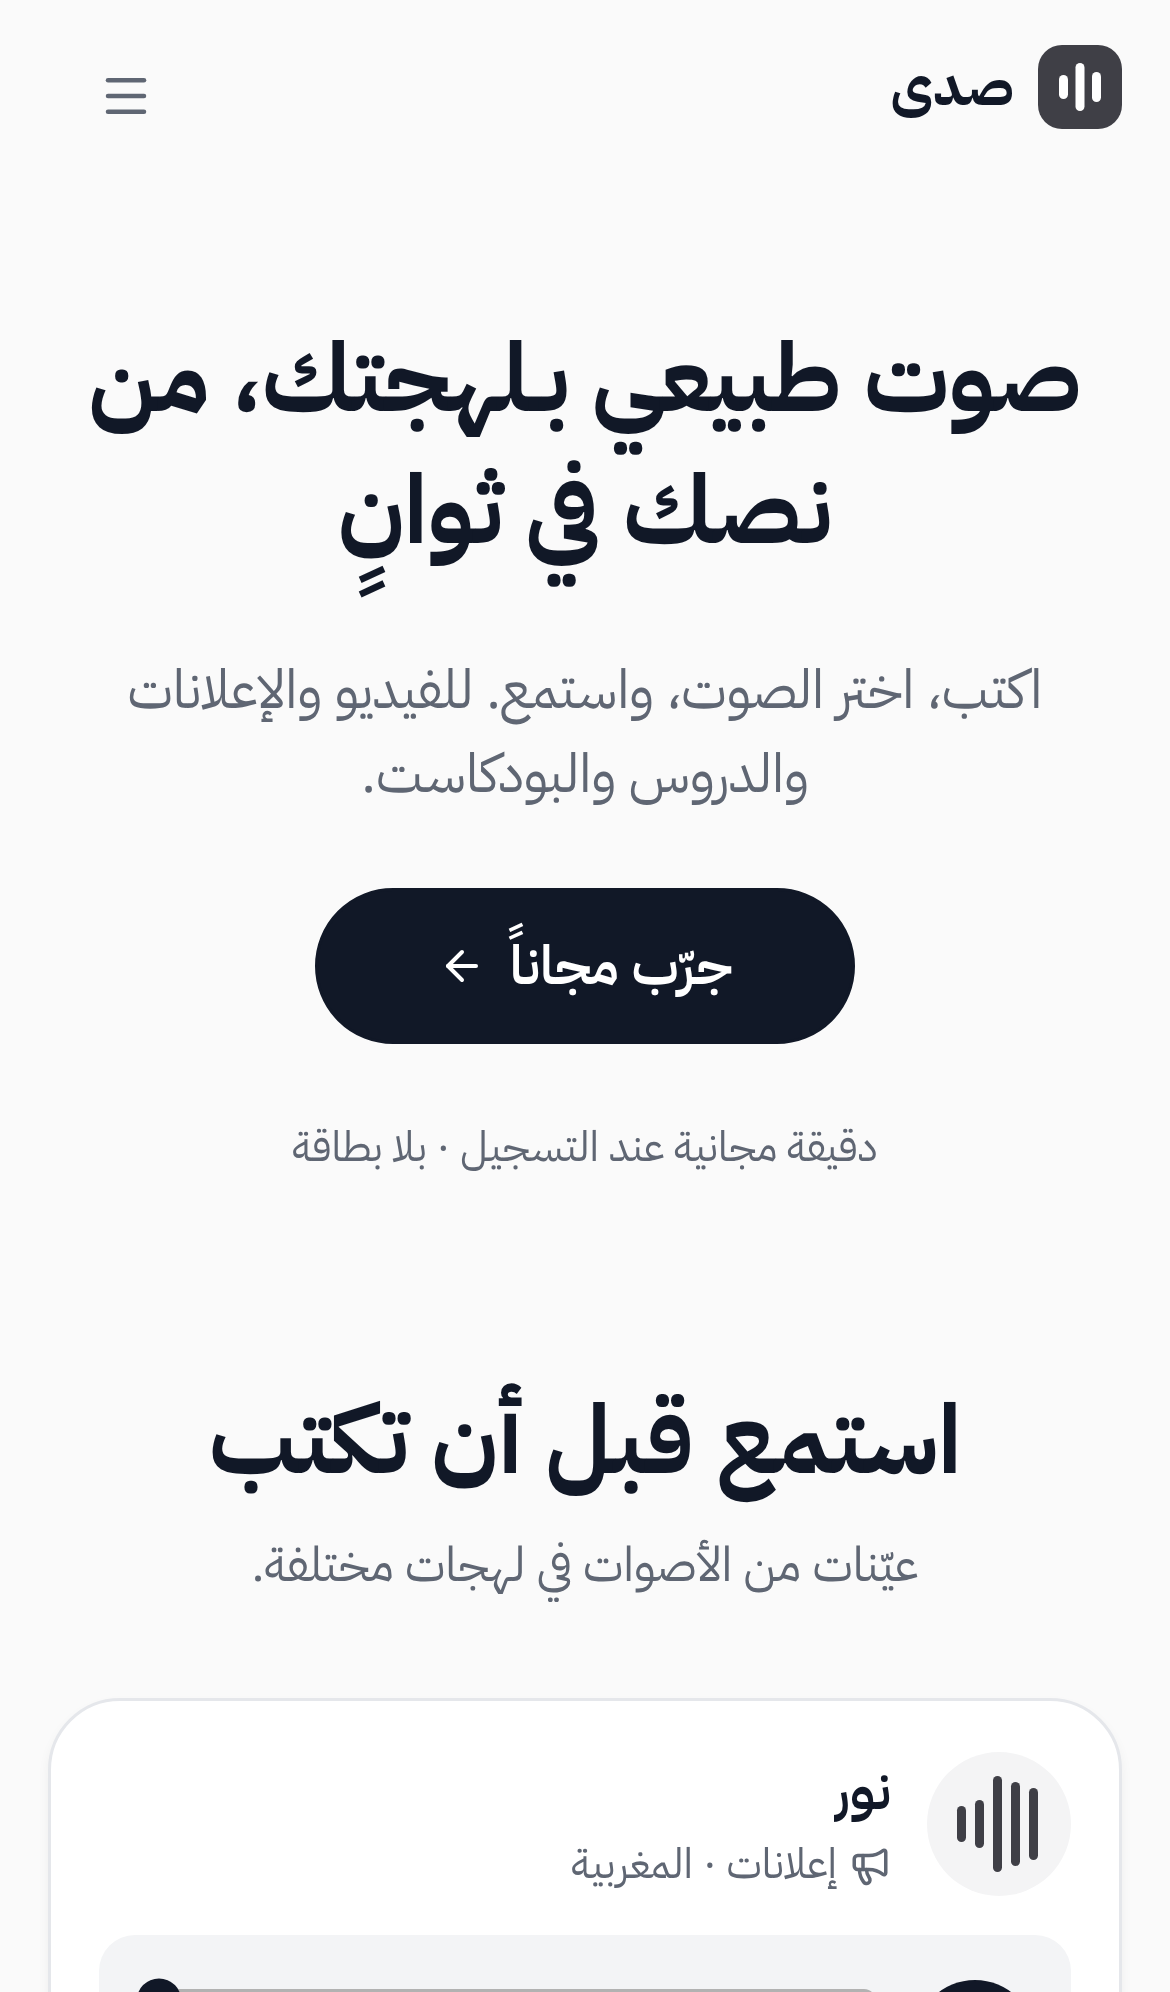 صدى
صوت طبيعي بلهجتك، من
نصك في ثوانٍ
اكتب، اختر الصوت، واستمع. للفيديو والإعلانات
والدروس والبودكاست.
جرّب مجاناً ←
دقيقة مجانية عند التسجيل · بلا بطاقة
استمع قبل أن تكتب
عيّنات من الأصوات في لهجات مختلفة.
نور
إعلانات · المغربية